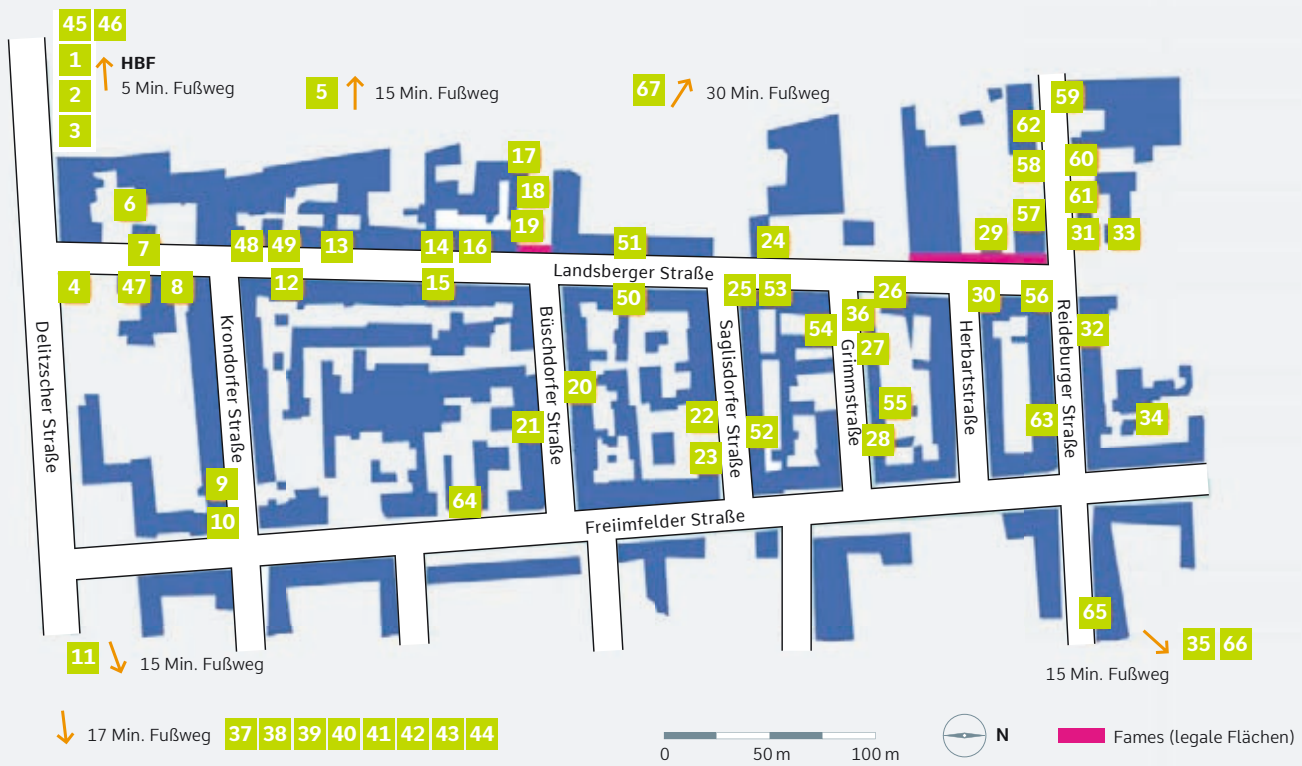 45 46
1
HBF
5 Min. Fußweg
2
3
5
15 Min. Fußweg
67
30 Min. Fußweg
59
62
58
60
61
57
31
33
29
17
18
19
6
7
48
49
13
14
16
51
24
Landsberger Straße
4
47
8
12
15
50
25
53
26
30
56
36
54
27
32
Delitzscher Straße
Krondorfer Straße
Büschdorfer Straße
Saglisdorfer Straße
Grimmstraße
Herbartstraße
Reideburger Straße
20
21
22
23
52
55
28
63
34
9
10
64
Freiimfelder Straße
65
11
15 Min. Fußweg
35 66
15 Min. Fußweg
17 Min. Fußweg
37 38 39 40 41 42 43 44
0 50 m 100 m
N
Fames (legale Flächen)